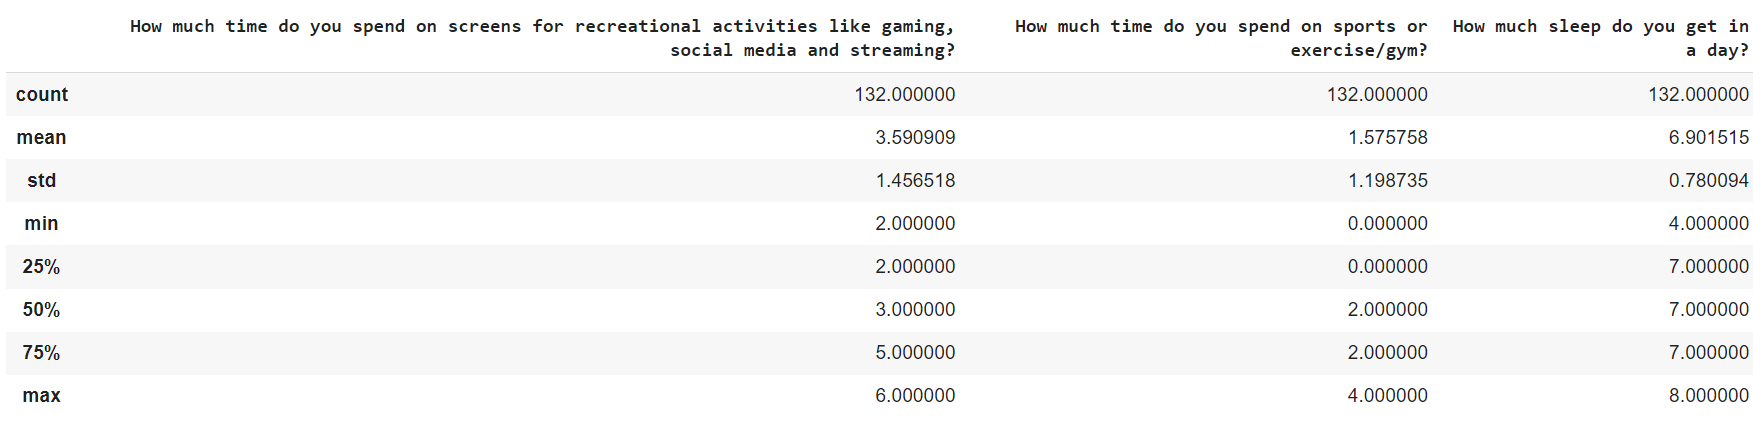 How much time do you spend on screens for recreational activities like gaming, How much time do you spend on sports or How much sleep do you get in
social media and streaming? exercise/gym? a day?
count 132.000000 132.000000 132.000000
mean 3.590909 1.575758 6.901515
std 1.456518 1.198735 0.780094
min 2.000000 0.000000 4.000000
25% 2.000000 0.000000 7.000000
50% 3.000000 2.000000 7.000000
75% 5.000000 2.000000 7.000000
max 6.000000 4.000000 8.000000